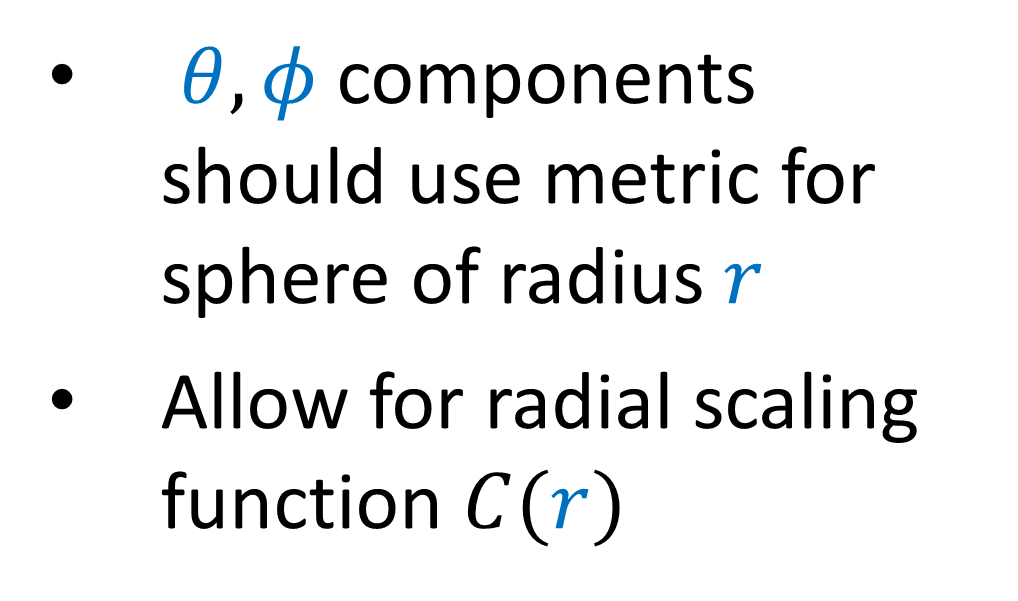 • θ, ϕ components
should use metric for
sphere of radius r
• Allow for radial scaling
function C(r)